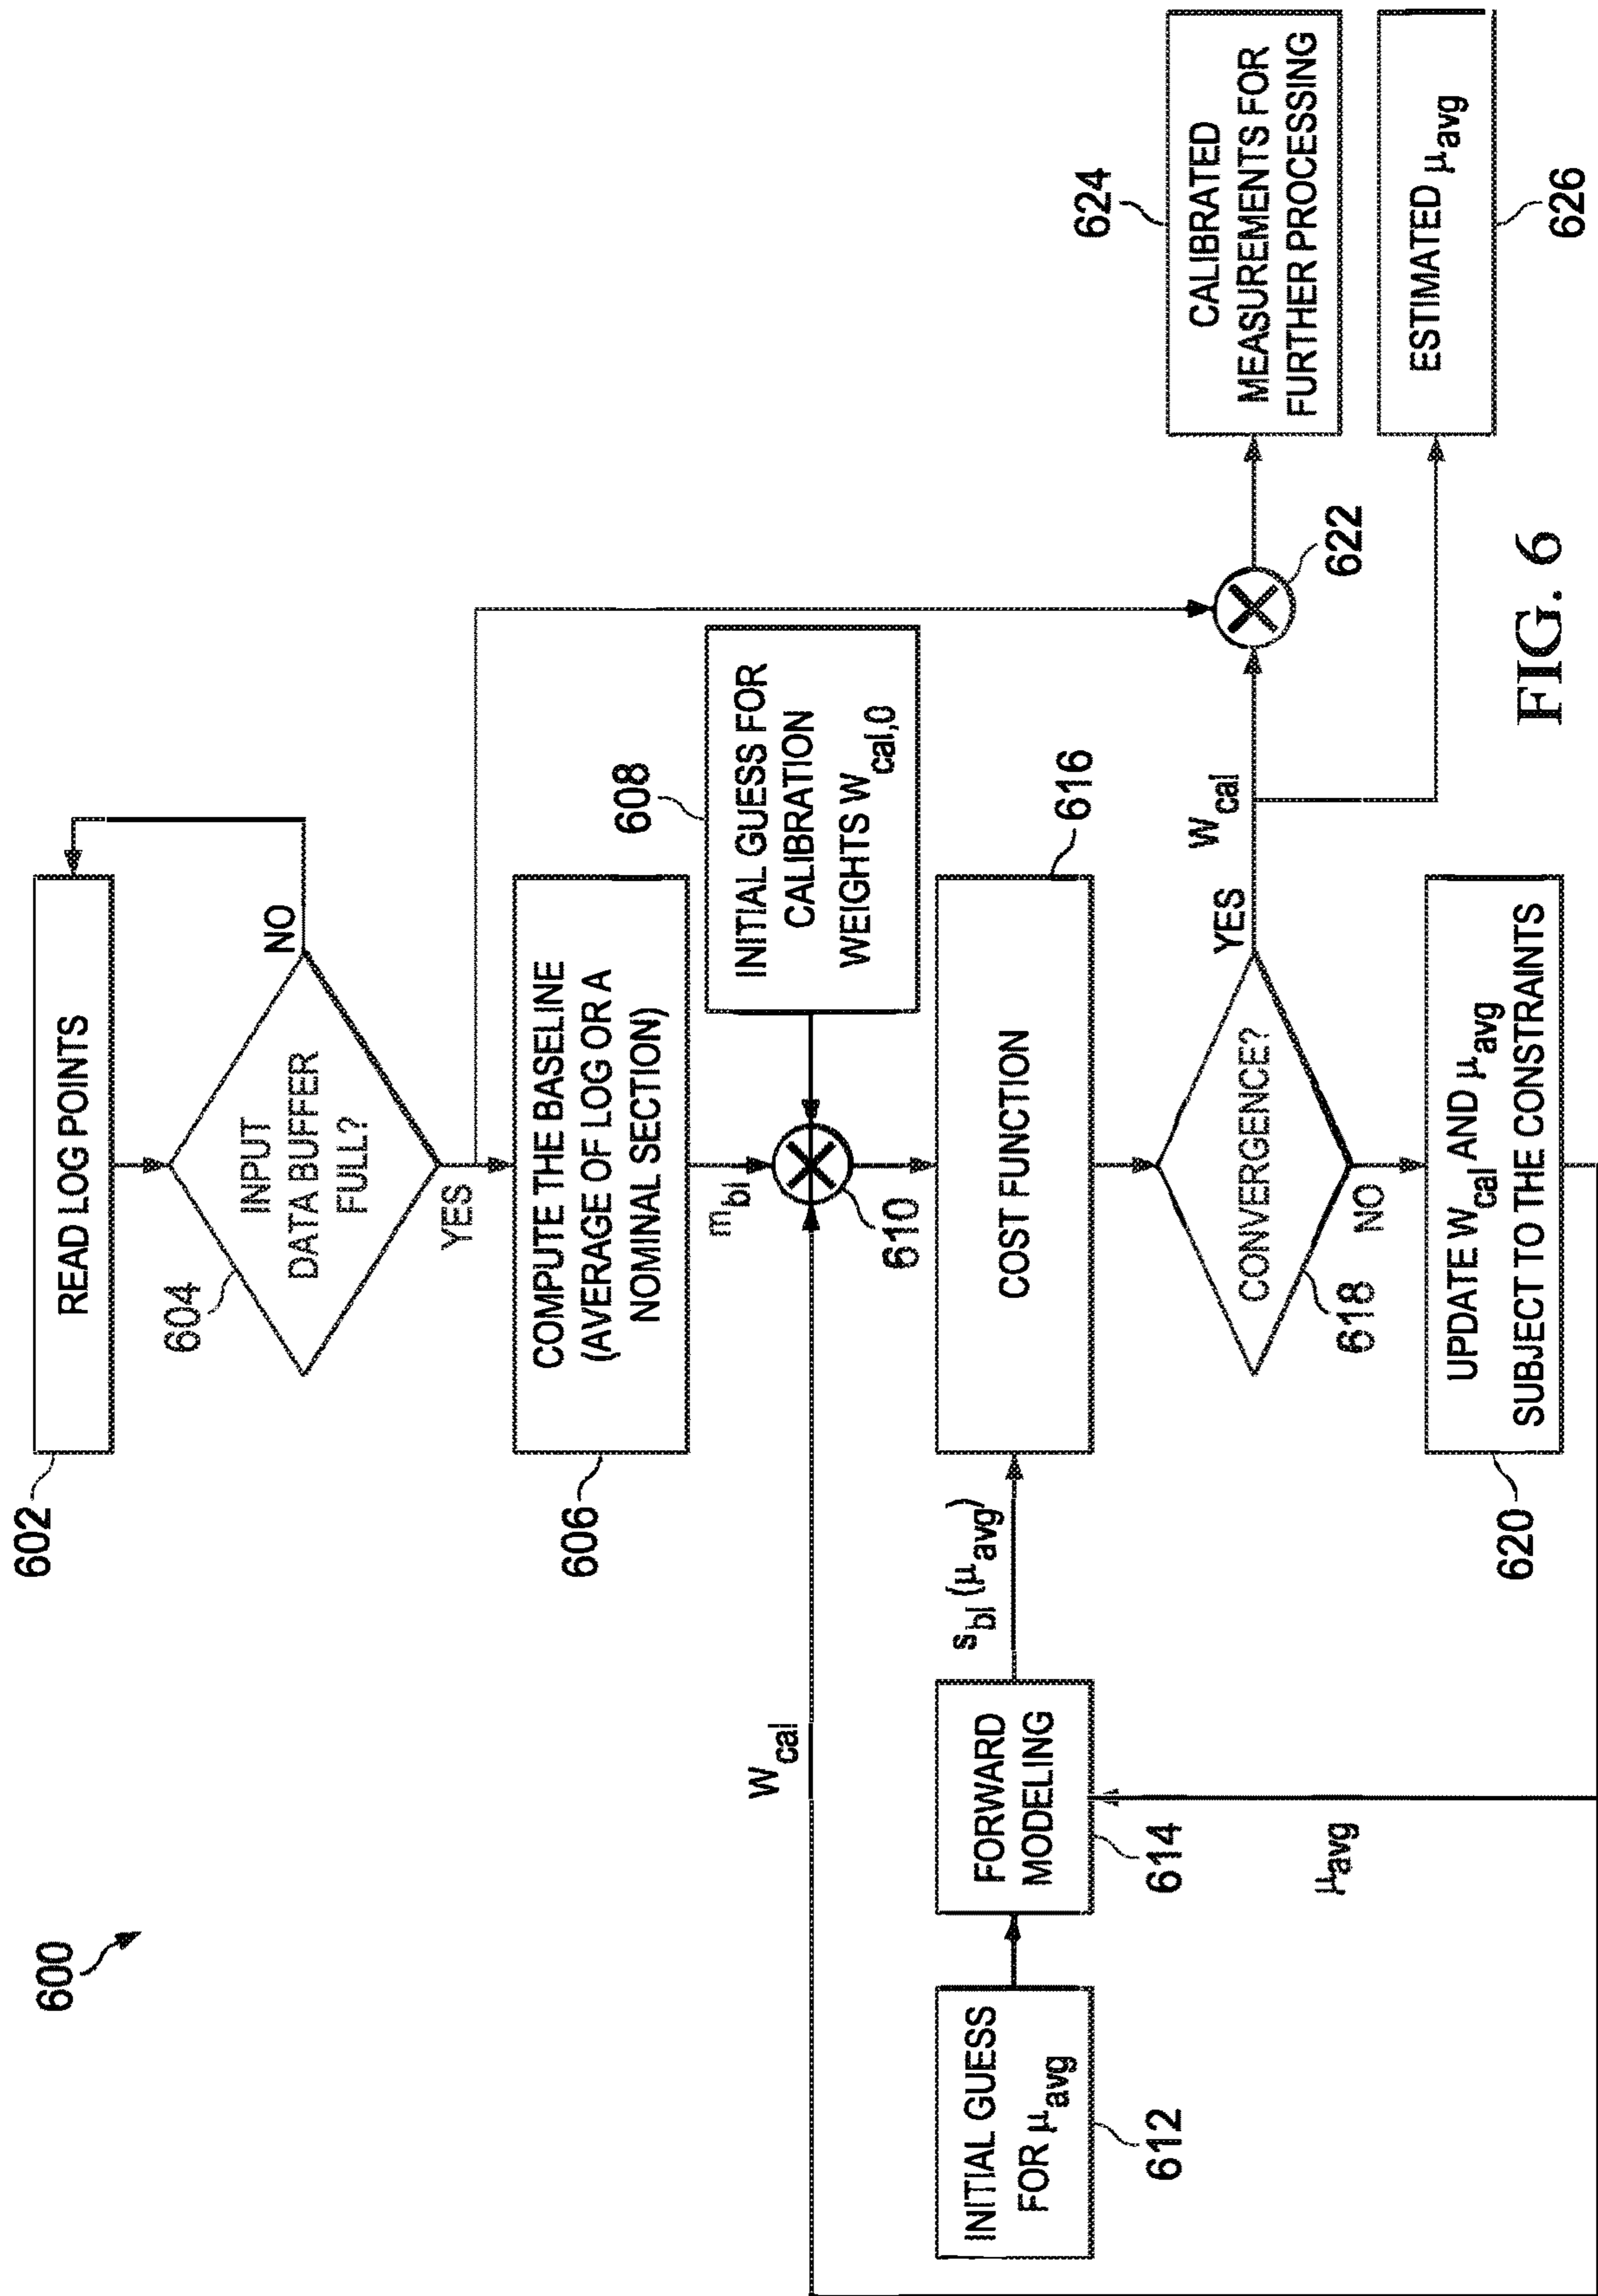 600
602
READ LOG POINTS
604
INPUT
DATA BUFFER
FULL?
NO
YES
606
COMPUTE THE BASELINE
(AVERAGE OF LOG OR A
NOMINAL SECTION)
608
INITIAL GUESS FOR
CALIBRATION
WEIGHTS W_cal,0
m_bl
W_cal
610
612
INITIAL GUESS
FOR μ_avg
614
FORWARD
MODELING
s_bl (μ_avg)
616
COST FUNCTION
618
CONVERGENCE?
YES
NO
W_cal
620
UPDATE W_cal AND μ_avg
SUBJECT TO THE CONSTRAINTS
μ_avg
622
624
CALIBRATED
MEASUREMENTS FOR
FURTHER PROCESSING
ESTIMATED μ_avg
626
FIG. 6